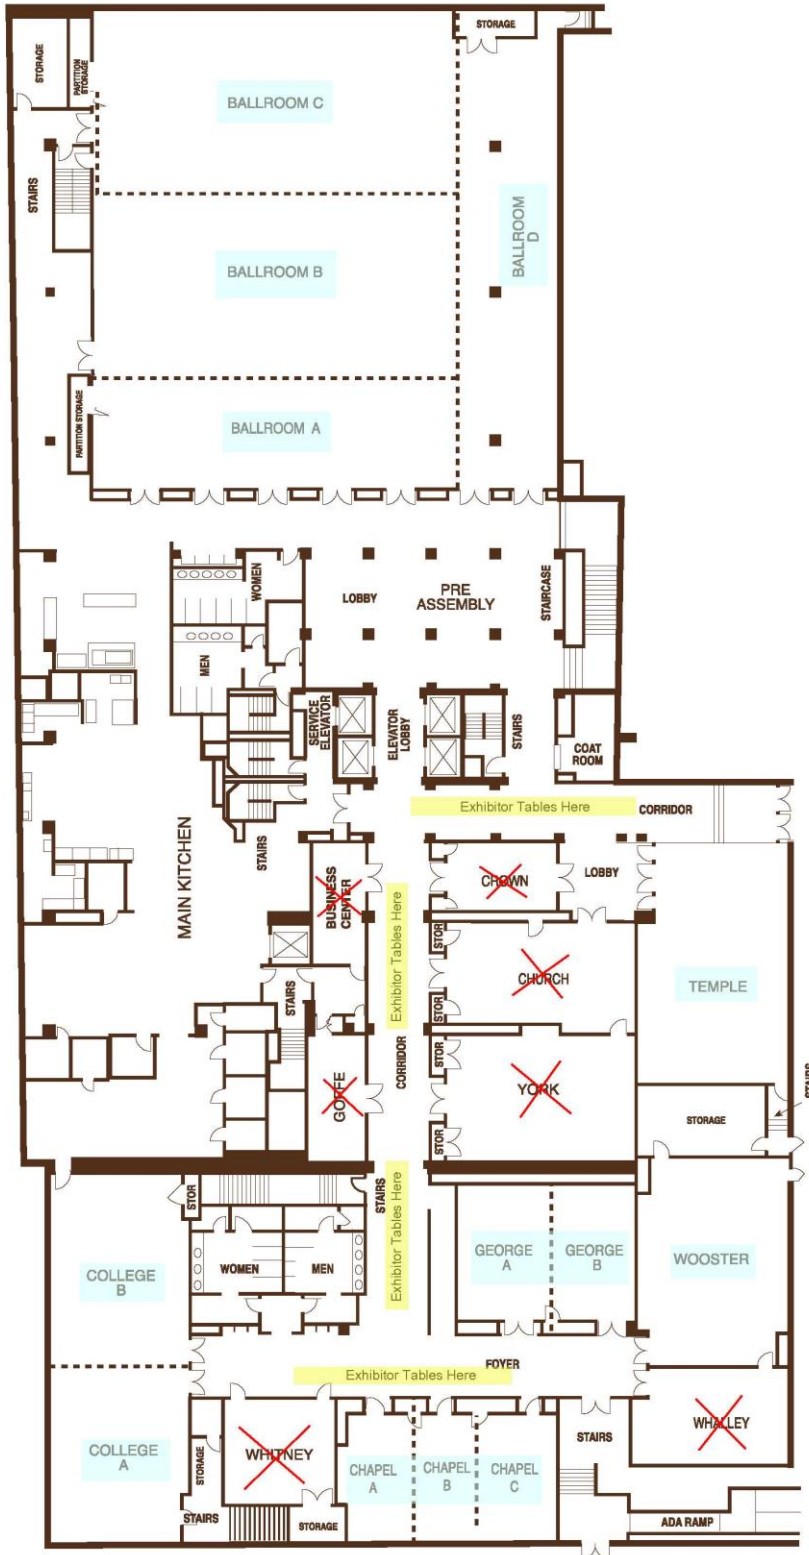 STORAGE
STORAGE
PARTITION
STORAGE
BALLROOM C
STAIRS
BALLROOM
D
BALLROOM B
PARTITION STORAGE
BALLROOM A
WOMEN
LOBBY
PRE
ASSEMBLY
STAIRCASE
MEN
SERVICE
ELEVATOR
ELEVATOR
LOBBY
STAIRS
COAT
ROOM
Exhibitor Tables Here
CORRIDOR
STAIRS
MAIN KITCHEN
BUSINESS
CENTER
Exhibitor Tables Here
CROWN
LOBBY
STOR
CHURCH
STOR
TEMPLE
STAIRS
CORRIDOR
GOFFE
STOR
YORK
STOR
STAIRS
STORAGE
STOR
STAIRS
Exhibitor Tables Here
COLLEGE
B
WOMEN
MEN
GEORGE
A
GEORGE
B
WOOSTER
FOYER
Exhibitor Tables Here
COLLEGE
A
STORAGE
WHITNEY
CHAPEL
A
CHAPEL
B
CHAPEL
C
STAIRS
WHALLEY
STAIRS
STORAGE
ADA RAMP